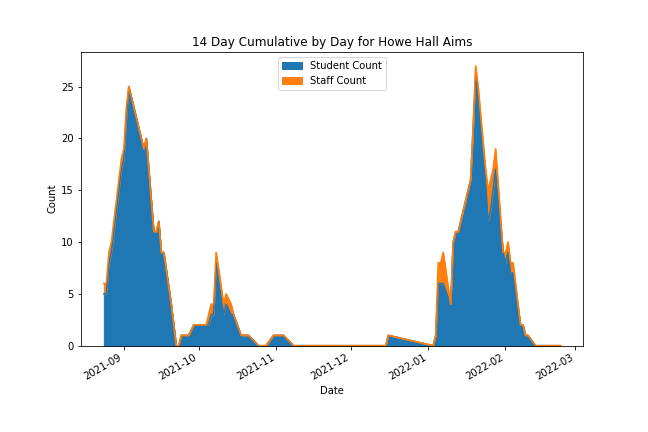 14 Day Cumulative by Day for Howe Hall Aims
Student Count
Staff Count
Count
25
20
15
10
5
0
2021-09
2021-10
2021-11
2021-12
2022-01
2022-02
2022-03
Date